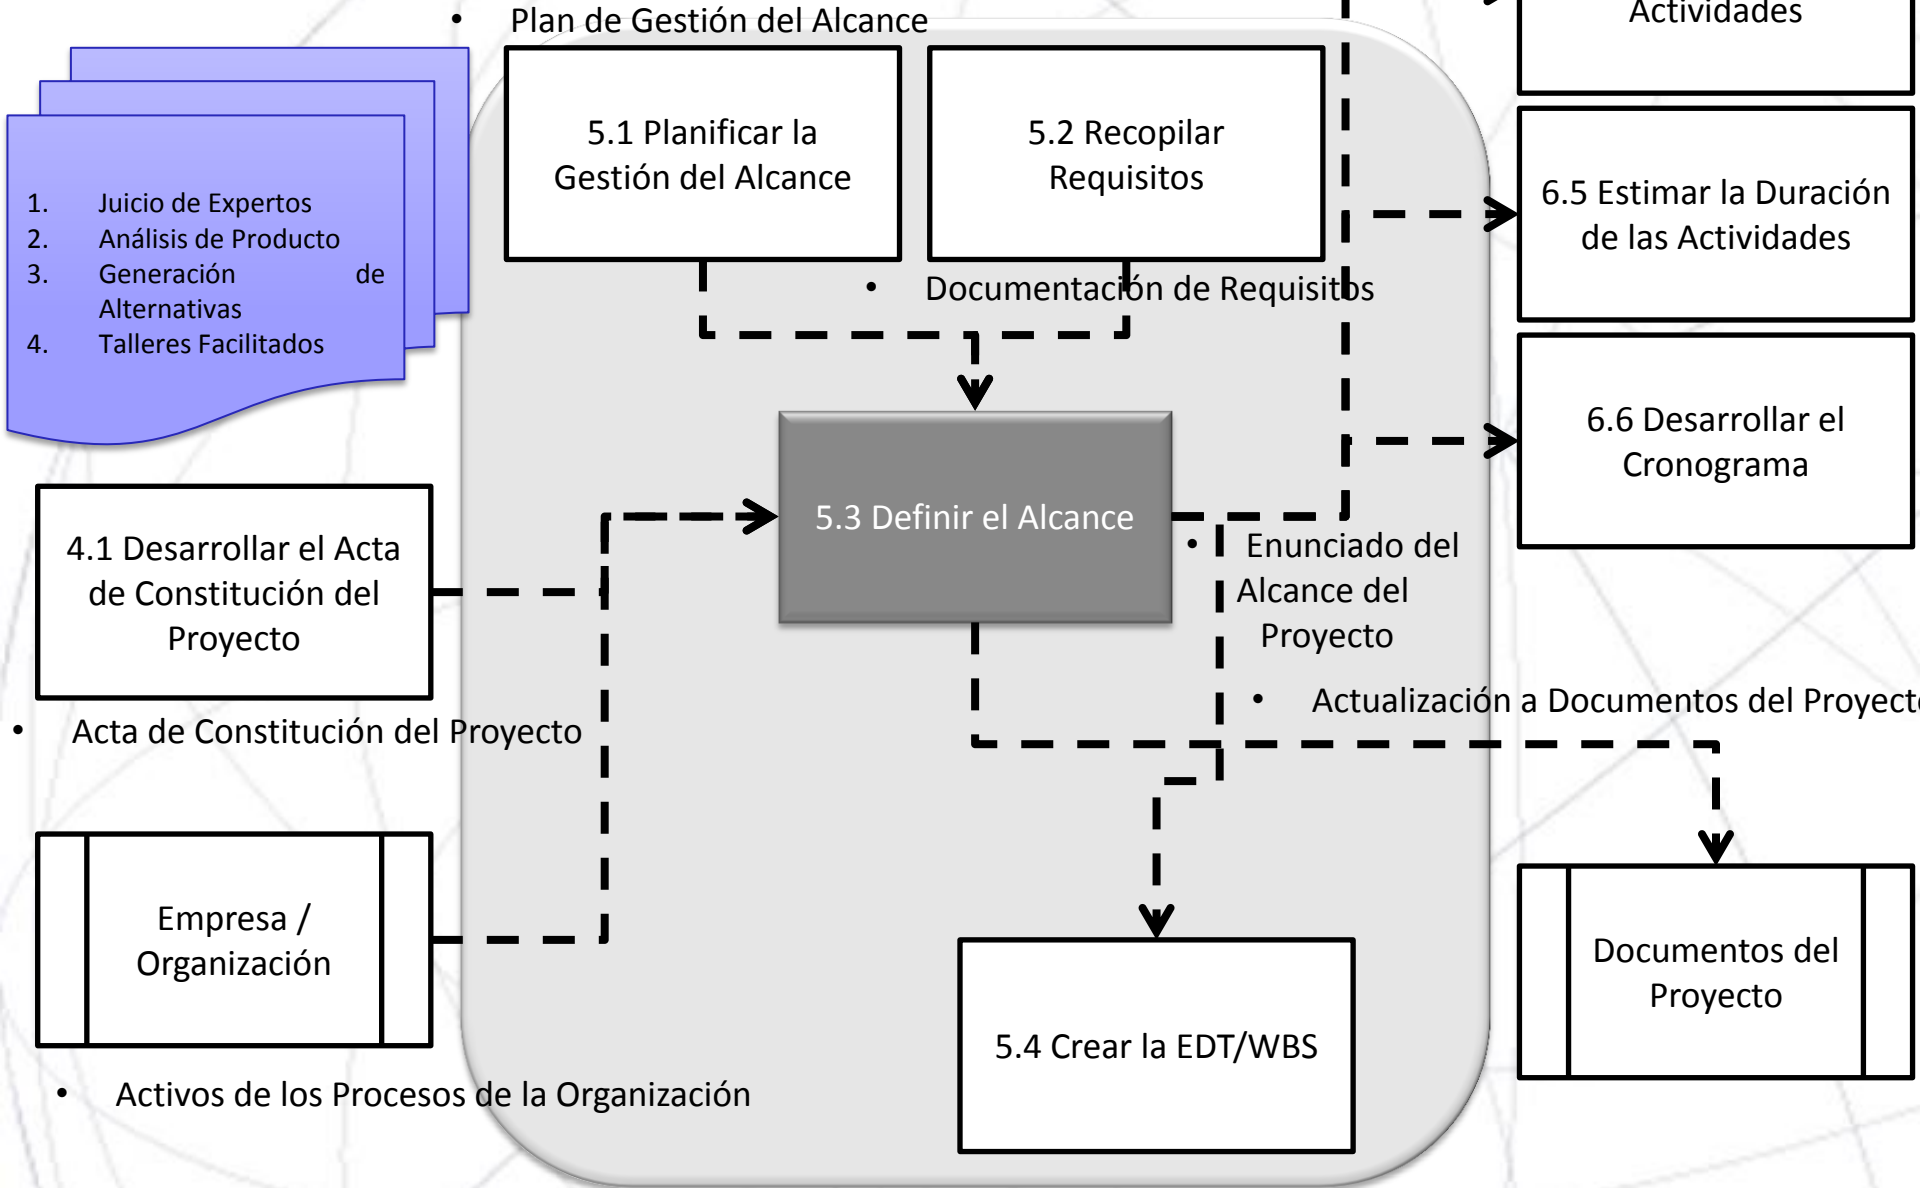 • Plan de Gestión del Alcance
Actividades
5.1 Planificar la
Gestión del Alcance
5.2 Recopilar
Requisitos
1. Juicio de Expertos
2. Análisis de Producto
3. Generación de
Alternativas
4. Talleres Facilitados
6.5 Estimar la Duración
de las Actividades
• Documentación de Requisitos
6.6 Desarrollar el
Cronograma
5.3 Definir el Alcance
4.1 Desarrollar el Acta
de Constitución del
Proyecto
• Enunciado del
Alcance del
Proyecto
• Actualización a Documentos del Proyecto
• Acta de Constitución del Proyecto
Empresa /
Organización
Documentos del
Proyecto
5.4 Crear la EDT/WBS
• Activos de los Procesos de la Organización